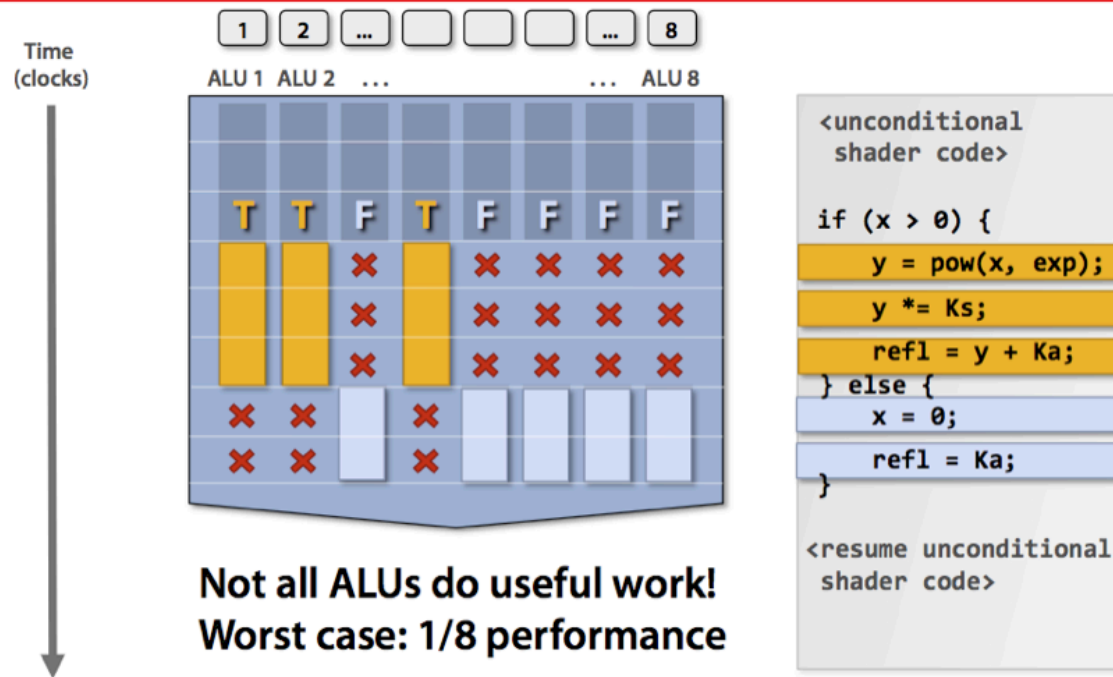 1 2 ... ... 8
Time
(clocks)
ALU 1 ALU 2 ... ... ALU 8
T T F T F F F F
Not all ALUs do useful work!
Worst case: 1/8 performance
<unconditional
shader code>
if (x > 0) {
y = pow(x, exp);
y *= Ks;
refl = y + Ka;
} else {
x = 0;
refl = Ka;
}
<resume unconditional
shader code>